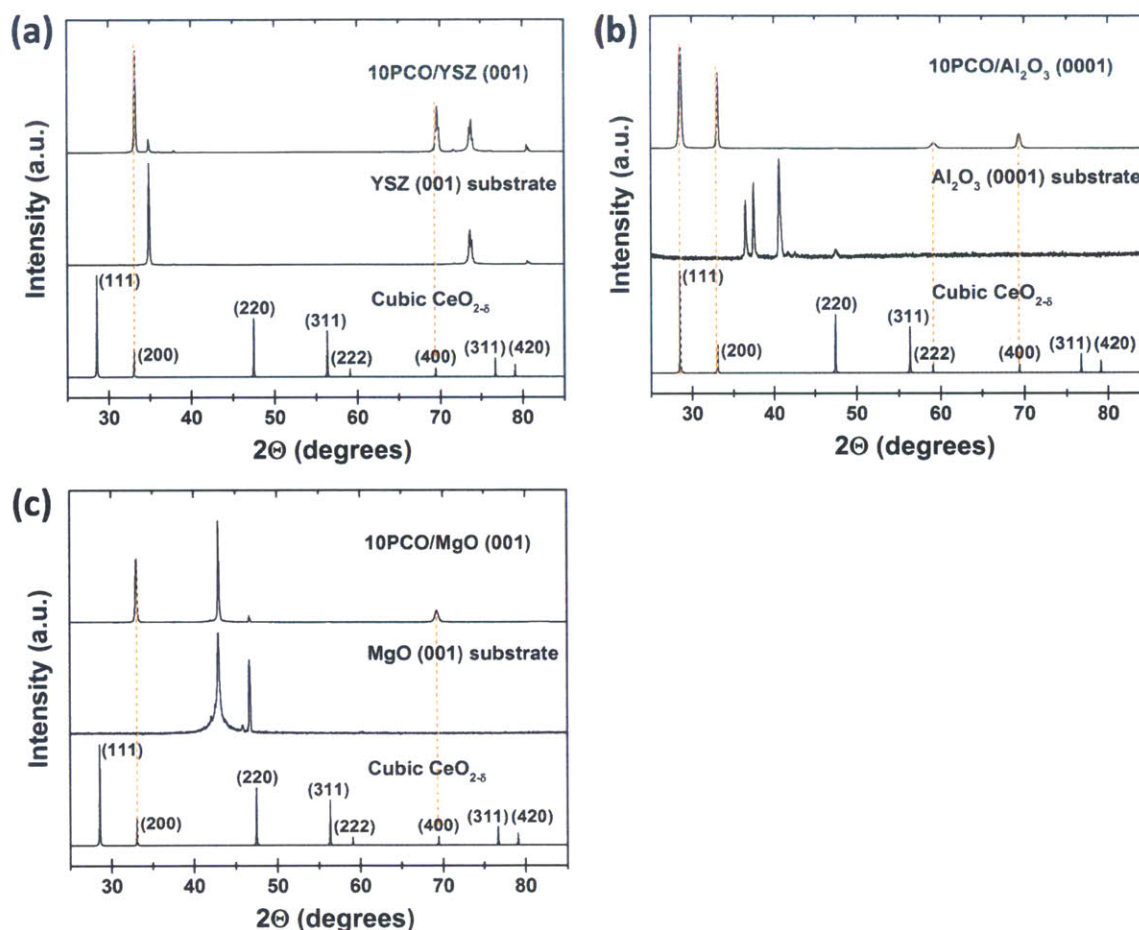 (a)
10PCO/YSZ (001)
YSZ (001) substrate
Cubic CeO2-δ
(111)
(200)
(220)
(311)
(222)
(400)
(311)
(420)
Intensity (a.u.)
30 40 50 60 70 80
2Θ (degrees)
(b)
10PCO/Al2O3 (0001)
Al2O3 (0001) substrate
Cubic CeO2-δ
(111)
(200)
(220)
(311)
(222)
(400)
(311)
(420)
Intensity (a.u.)
30 40 50 60 70 80
2Θ (degrees)
(c)
10PCO/MgO (001)
MgO (001) substrate
Cubic CeO2-δ
(111)
(200)
(220)
(311)
(222)
(400)
(311)
(420)
Intensity (a.u.)
30 40 50 60 70 80
2Θ (degrees)